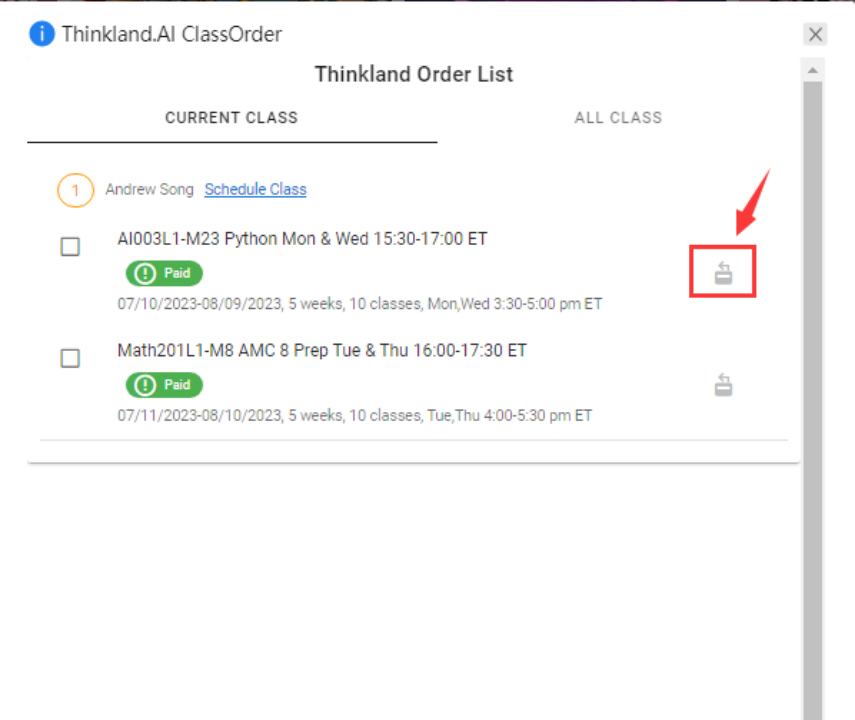 Thinkland.AI ClassOrder
Thinkland Order List
CURRENT CLASS
ALL CLASS
1
Andrew Song Schedule Class
AI003L1-M23 Python Mon & Wed 15:30-17:00 ET
Paid
07/10/2023-08/09/2023, 5 weeks, 10 classes, Mon,Wed 3:30-5:00 pm ET
Math201L1-M8 AMC 8 Prep Tue & Thu 16:00-17:30 ET
Paid
07/11/2023-08/10/2023, 5 weeks, 10 classes, Tue,Thu 4:00-5:30 pm ET